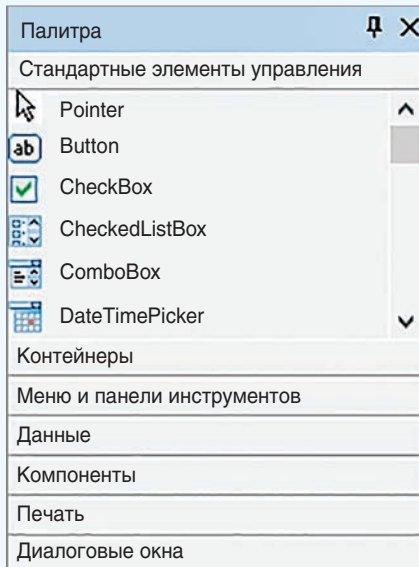 Палитра
Стандартные элементы управления
Pointer
ab Button
CheckBox
CheckedListBox
ComboBox
DateTimePicker
Контейнеры
Меню и панели инструментов
Данные
Компоненты
Печать
Диалоговые окна